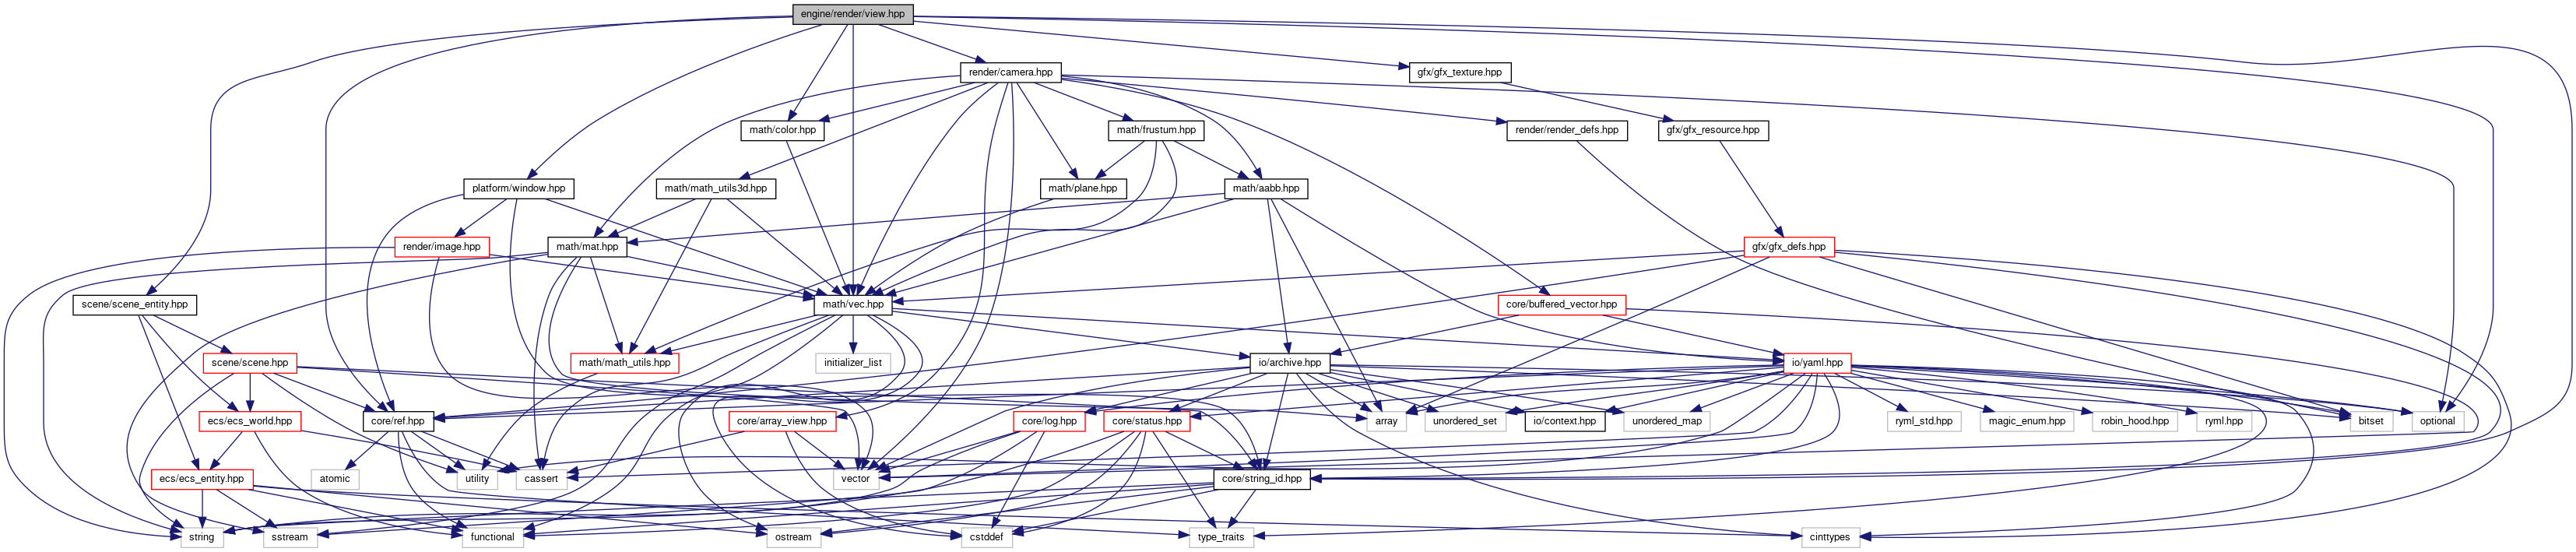 engine/render/view.hpp
render/camera.hpp
gfx/gfx_texture.hpp
math/color.hpp
math/frustum.hpp
render/render_defs.hpp
gfx/gfx_resource.hpp
platform/window.hpp
math/math_utils3d.hpp
math/plane.hpp
math/aabb.hpp
render/image.hpp
math/mat.hpp
gfx/gfx_defs.hpp
scene/scene_entity.hpp
math/vec.hpp
core/buffered_vector.hpp
scene/scene.hpp
math/math_utils.hpp
initializer_list
io/archive.hpp
io/yaml.hpp
ecs/ecs_world.hpp
core/ref.hpp
core/array_view.hpp
core/log.hpp
core/status.hpp
array
unordered_set
io/context.hpp
unordered_map
ryml_std.hpp
magic_enum.hpp
robin_hood.hpp
ryml.hpp
bitset
optional
ecs/ecs_entity.hpp
atomic
utility
cassert
vector
core/string_id.hpp
string
sstream
functional
ostream
cstddef
type_traits
cinttypes